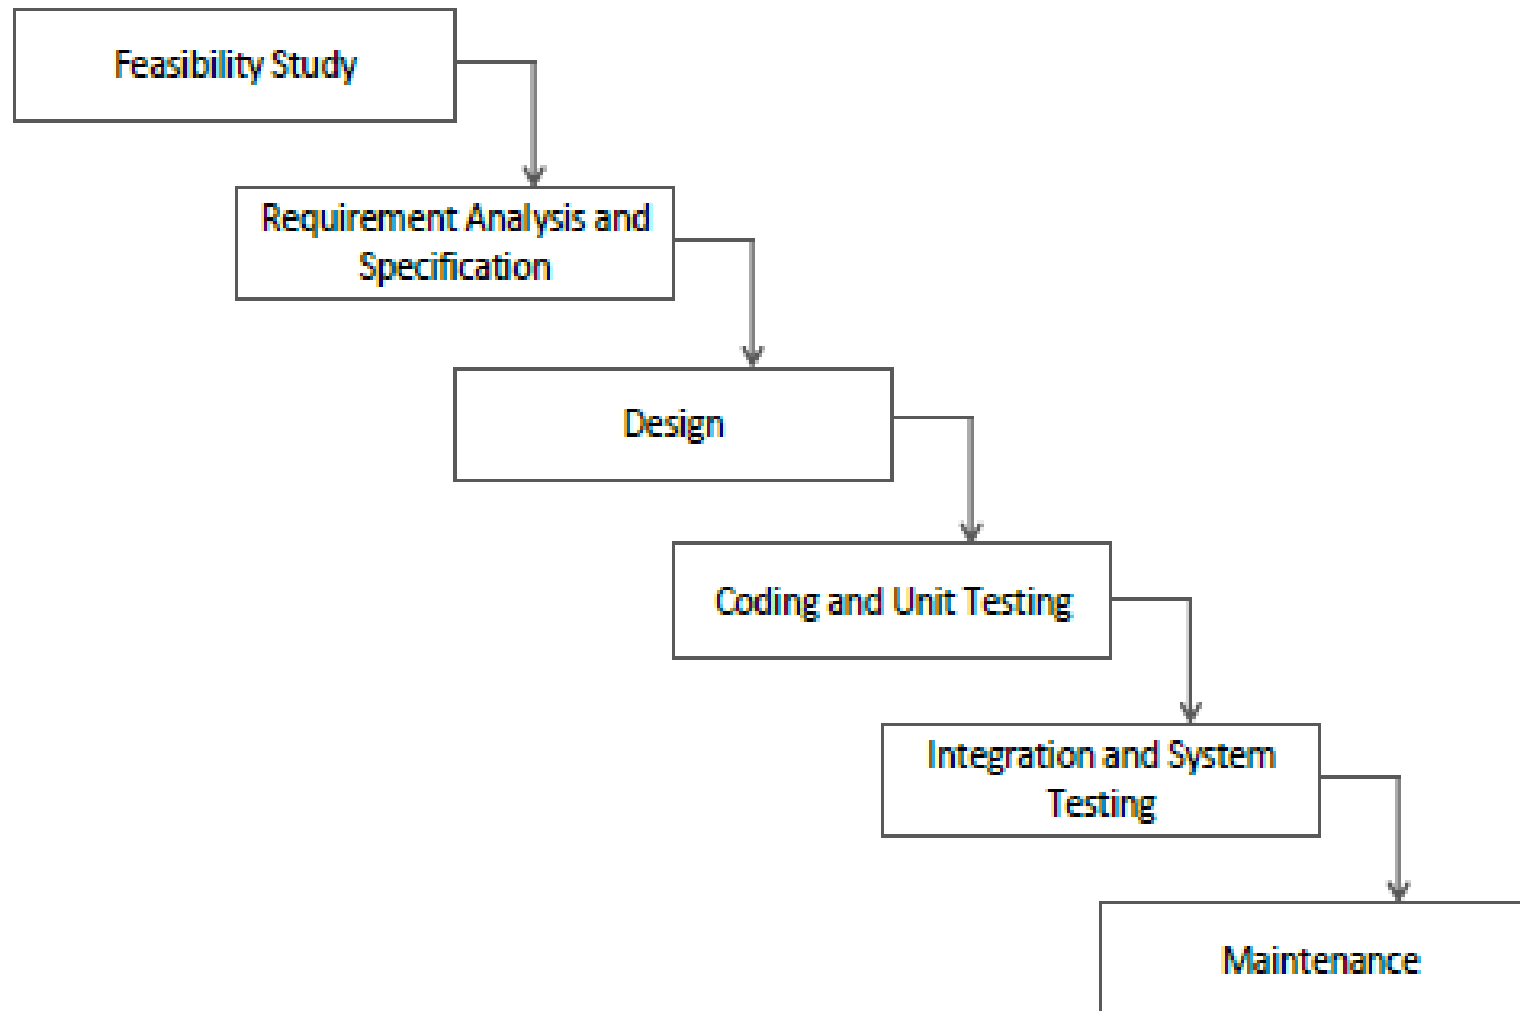 Feasibility Study
Requirement Analysis and
Specification
Design
Coding and Unit Testing
Integration and System
Testing
Maintenance